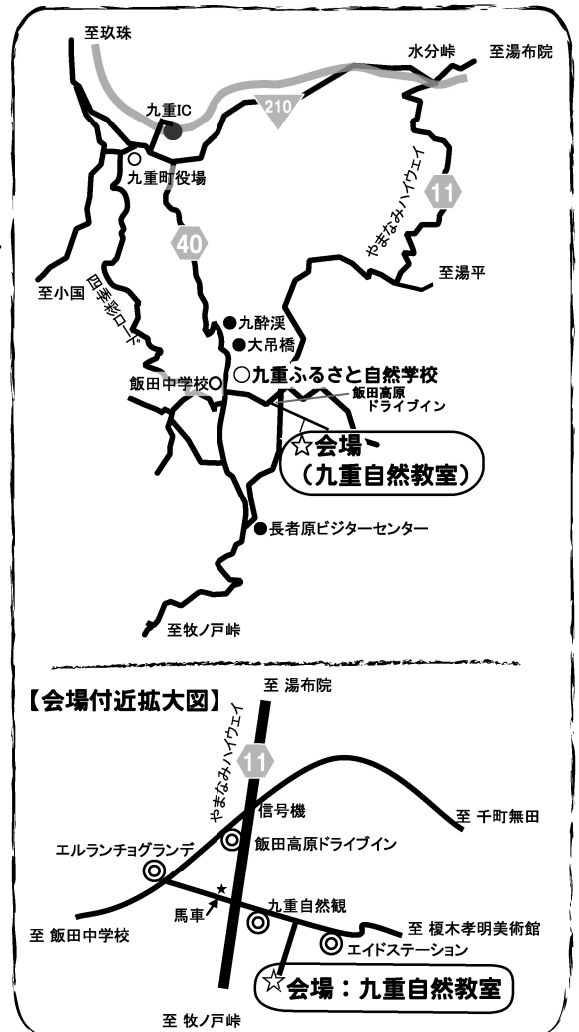 至玖珠
水分峠
至湯布院
九重IC
210
九重町役場
やまなみハイウェイ
11
40
至湯平
至小国
四季彩ロード
九酔渓
大吊橋
飯田中学校
九重ふるさと自然学校
飯田高原
ドライブイン
☆会場
（九重自然教室）
長者原ビジターセンター
至牧ノ戸峠
【会場付近拡大図】
至 湯布院
やまなみハイウェイ
11
信号機
至 千町無田
エルランチョグランデ
飯田高原ドライブイン
馬車
九重自然観
至 飯田中学校
至 榎木孝明美術館
エイドステーション
☆会場：九重自然教室
至 牧ノ戸峠